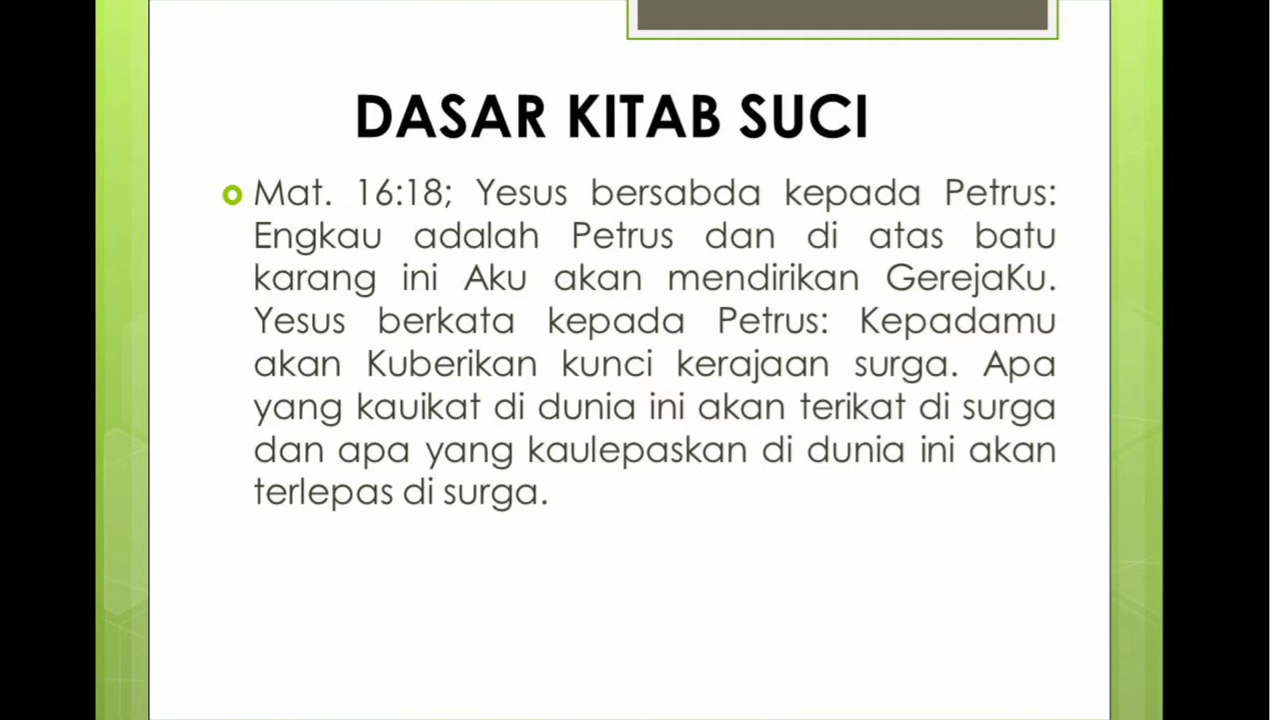 DASAR KITAB SUCI
Mat. 16:18; Yesus bersabda kepada Petrus:
Engkau adalah Petrus dan di atas batu
karang ini Aku akan mendirikan GerejaKu.
Yesus berkata kepada Petrus: Kepadamu
akan Kuberikan kunci kerajaan surga. Apa
yang kauikat di dunia ini akan terikat di surga
dan apa yang kaulepaskan di dunia ini akan
terlepas di surga.